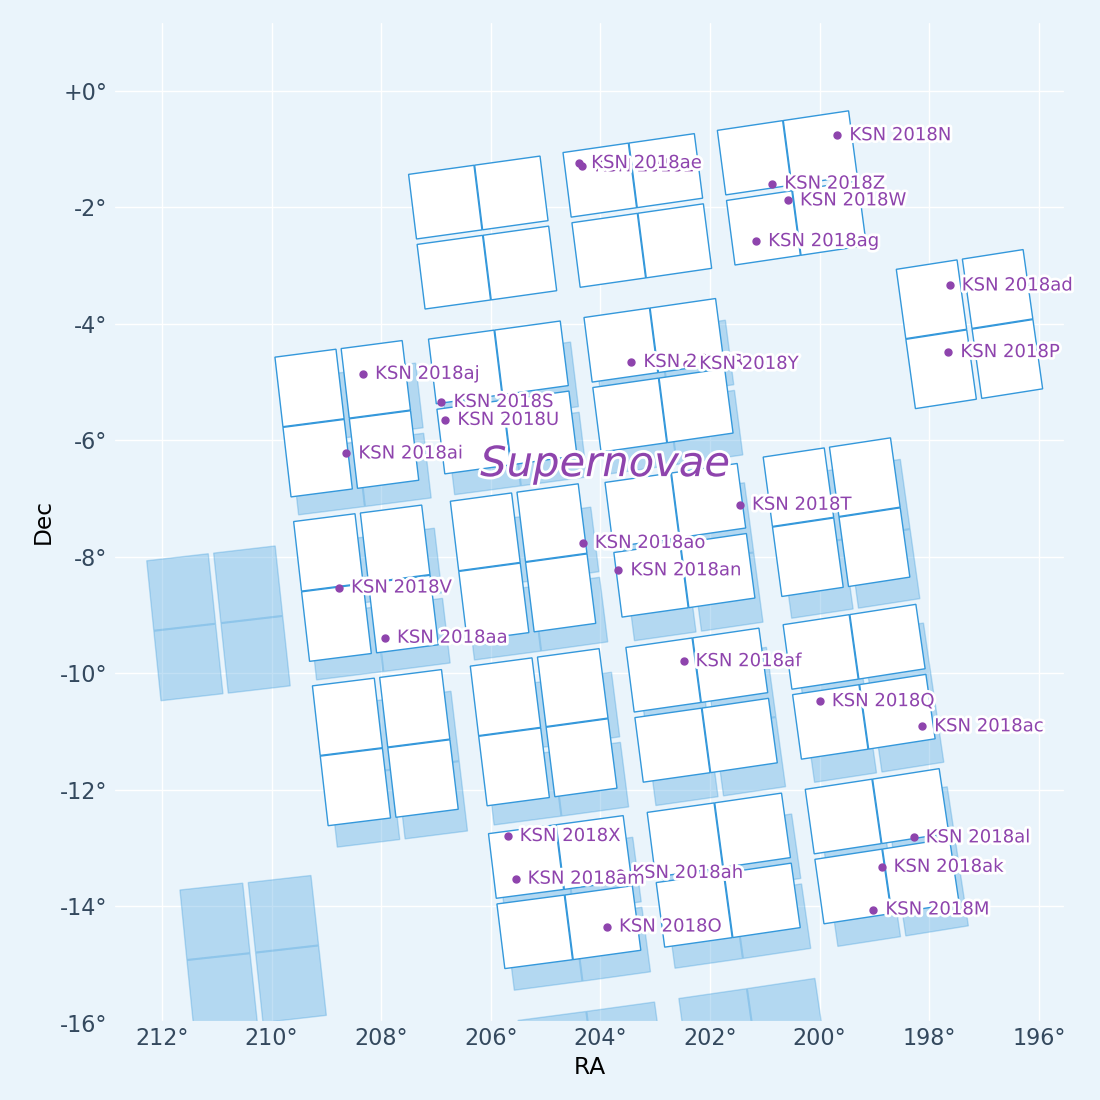 +0°
-2°
-4°
-6°
-8°
-10°
-12°
-14°
-16°
Dec
KSN 2018N
KSN 2018ae
KSN 2018Z
KSN 2018W
KSN 2018ag
KSN 2018ad
KSN 2018P
KSN 2018Y
KSN 2018aj
KSN 2018S
KSN 2018U
KSN 2018ai
Supernovae
KSN 2018T
KSN 2018ao
KSN 2018an
KSN 2018V
KSN 2018aa
KSN 2018af
KSN 2018Q
KSN 2018ac
KSN 2018X
KSN 2018al
KSN 2018ak
KSN 2018am
KSN 2018ah
KSN 2018M
KSN 2018O
212° 210° 208° 206° 204° 202° 200° 198° 196°
RA